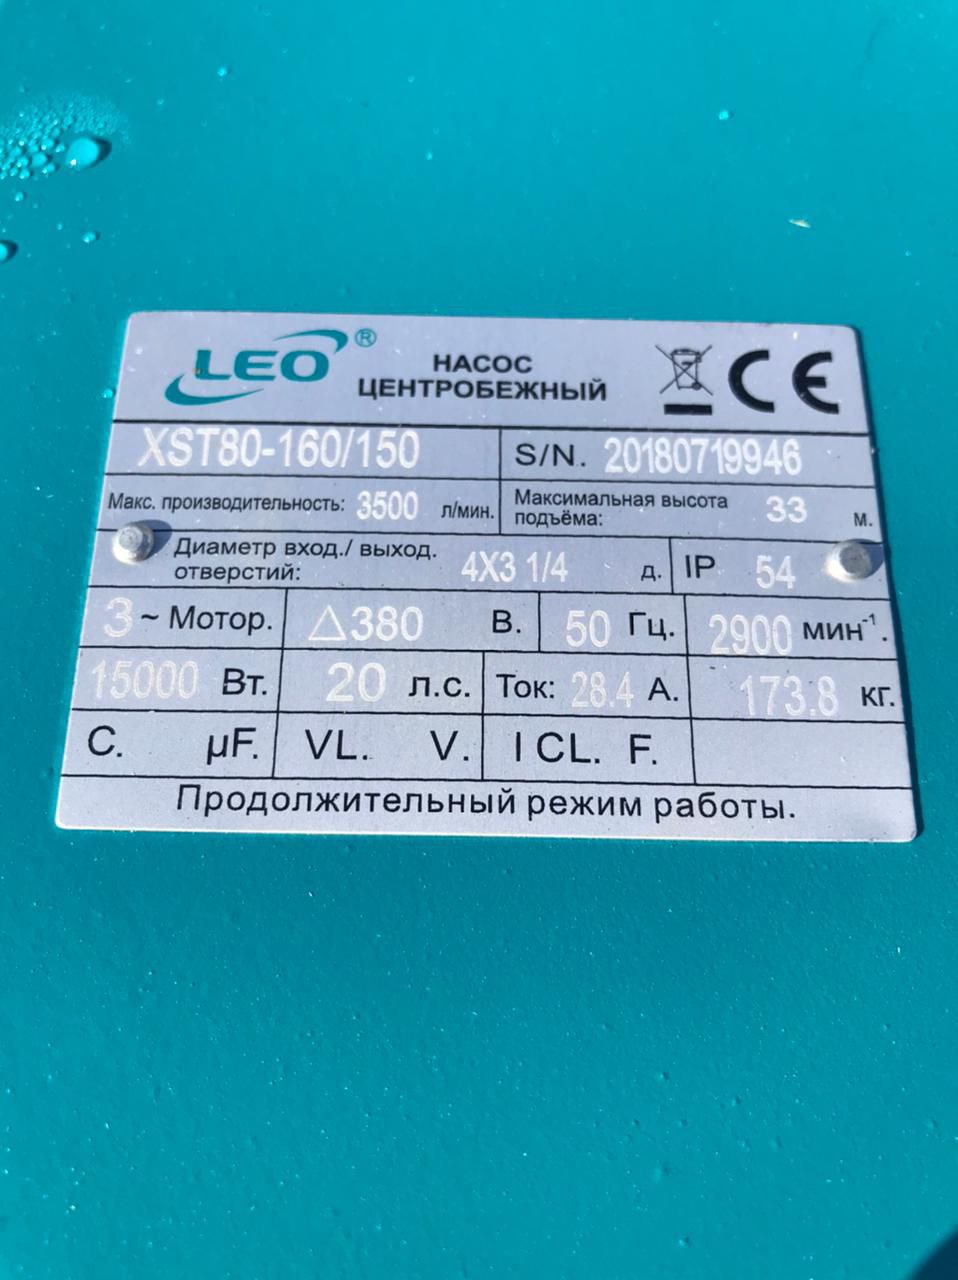 LEO®
НАСОС
ЦЕНТРОБЕЖНЫЙ
CE
XST80-160/150 S/N. 20180719946
Макс. производительность: 3500 л/мин. Максимальная высота подъёма: 33 м.
Диаметр вход./ выход. отверстий: 4X3 1/4 д. IP 54
3 ~ Мотор. △380 В. 50 Гц. 2900 мин⁻¹.
15000 Вт. 20 л.с. Ток: 28.4 А. 173.8 кг.
C. µF. VL. V. I CL. F.
Продолжительный режим работы.